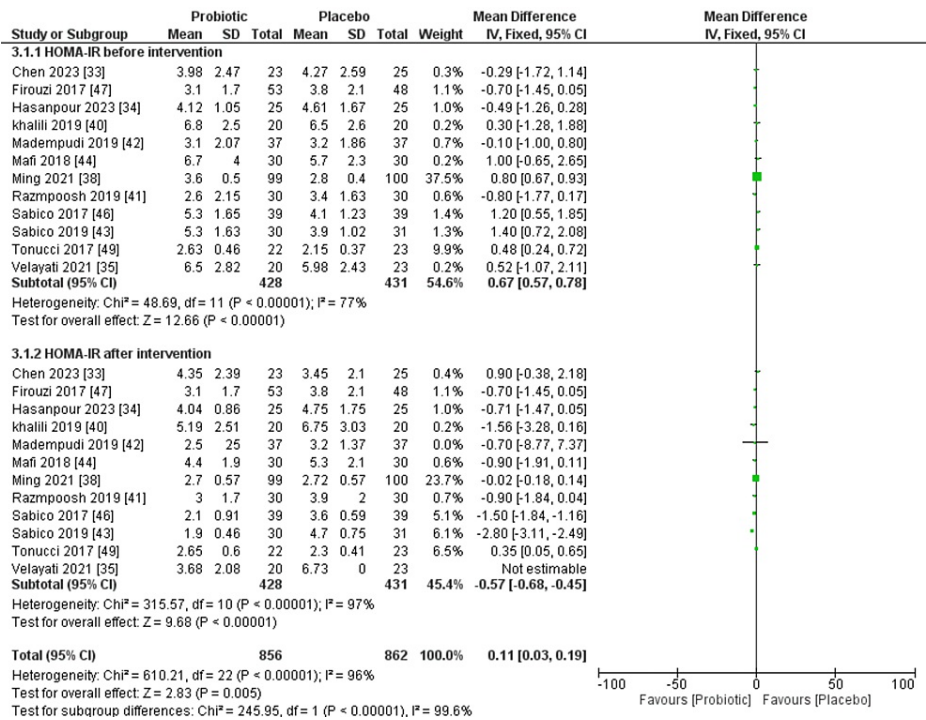 Probiotic Placebo Mean Difference Mean Difference
Study or Subgroup Mean SD Total Mean SD Total Weight IV, Fixed, 95% CI IV, Fixed, 95% CI
3.1.1 HOMA-IR before intervention
Chen 2023 [33] 3.98 2.47 23 4.27 2.59 25 0.3% -0.29 [-1.72, 1.14]
Firouzi 2017 [47] 3.1 1.7 53 3.8 2.1 48 1.1% -0.70 [-1.45, 0.05]
Hasanpour 2023 [34] 4.12 1.05 25 4.61 1.67 25 1.1% -0.49 [-1.26, 0.28]
khalili 2019 [40] 6.8 2.5 20 6.5 2.6 20 0.2% 0.30 [-1.28, 1.88]
Madempudi 2019 [42] 3.1 2.07 37 3.2 1.86 37 0.7% -0.10 [-1.00, 0.80]
Mafi 2018 [44] 6.7 4 30 5.7 2.3 30 0.2% 1.00 [-0.65, 2.65]
Ming 2021 [38] 3.6 0.5 99 2.8 0.4 100 37.5% 0.80 [0.67, 0.93]
Razmpoosh 2019 [41] 2.6 2.15 30 3.4 1.63 30 0.6% -0.80 [-1.77, 0.17]
Sabico 2017 [46] 5.3 1.65 39 4.1 1.23 39 1.4% 1.20 [0.55, 1.85]
Sabico 2019 [43] 5.3 1.63 30 3.9 1.02 31 1.3% 1.40 [0.72, 2.08]
Tonucci 2017 [49] 2.63 0.46 22 2.15 0.37 23 9.9% 0.48 [0.24, 0.72]
Velayati 2021 [35] 6.5 2.82 20 5.98 2.43 23 0.2% 0.52 [-1.07, 2.11]
Subtotal (95% CI) 428 431 54.6% 0.67 [0.57, 0.78]
Heterogeneity: Chi² = 48.69, df = 11 (P < 0.00001); I² = 77%
Test for overall effect: Z = 12.66 (P < 0.00001)
3.1.2 HOMA-IR after intervention
Chen 2023 [33] 4.35 2.39 23 3.45 2.1 25 0.4% 0.90 [-0.38, 2.18]
Firouzi 2017 [47] 3.1 1.7 53 3.8 2.1 48 1.1% -0.70 [-1.45, 0.05]
Hasanpour 2023 [34] 4.04 0.86 25 4.75 1.75 25 1.0% -0.71 [-1.47, 0.05]
khalili 2019 [40] 5.19 2.51 20 6.75 3.03 20 0.2% -1.56 [-3.28, 0.16]
Madempudi 2019 [42] 2.5 25 37 3.2 1.37 37 0.0% -0.70 [-8.77, 7.37]
Mafi 2018 [44] 4.4 1.9 30 5.3 2.1 30 0.6% -0.90 [-1.91, 0.11]
Ming 2021 [38] 2.7 0.57 99 2.72 0.57 100 23.7% -0.02 [-0.18, 0.14]
Razmpoosh 2019 [41] 3 1.7 30 3.9 2 30 0.7% -0.90 [-1.84, 0.04]
Sabico 2017 [46] 2.1 0.91 39 3.6 0.59 39 5.1% -1.50 [-1.84, -1.16]
Sabico 2019 [43] 1.9 0.46 30 4.7 0.75 31 6.1% -2.80 [-3.11, -2.49]
Tonucci 2017 [49] 2.65 0.6 22 2.3 0.41 23 6.5% 0.35 [0.05, 0.65]
Velayati 2021 [35] 3.68 2.08 20 6.73 0 23 Not estimable
Subtotal (95% CI) 428 431 45.4% -0.57 [-0.68, -0.45]
Heterogeneity: Chi² = 315.57, df = 10 (P < 0.00001); I² = 97%
Test for overall effect: Z = 9.68 (P < 0.00001)
Total (95% CI) 856 862 100.0% 0.11 [0.03, 0.19]
Heterogeneity: Chi² = 610.21, df = 22 (P < 0.00001); I² = 96%
Test for overall effect: Z = 2.83 (P = 0.005)
Test for subgroup differences: Chi² = 245.95, df = 1 (P < 0.00001), I² = 99.6%
-100 -50 0 50 100
Favours [Probiotic] Favours [Placebo]